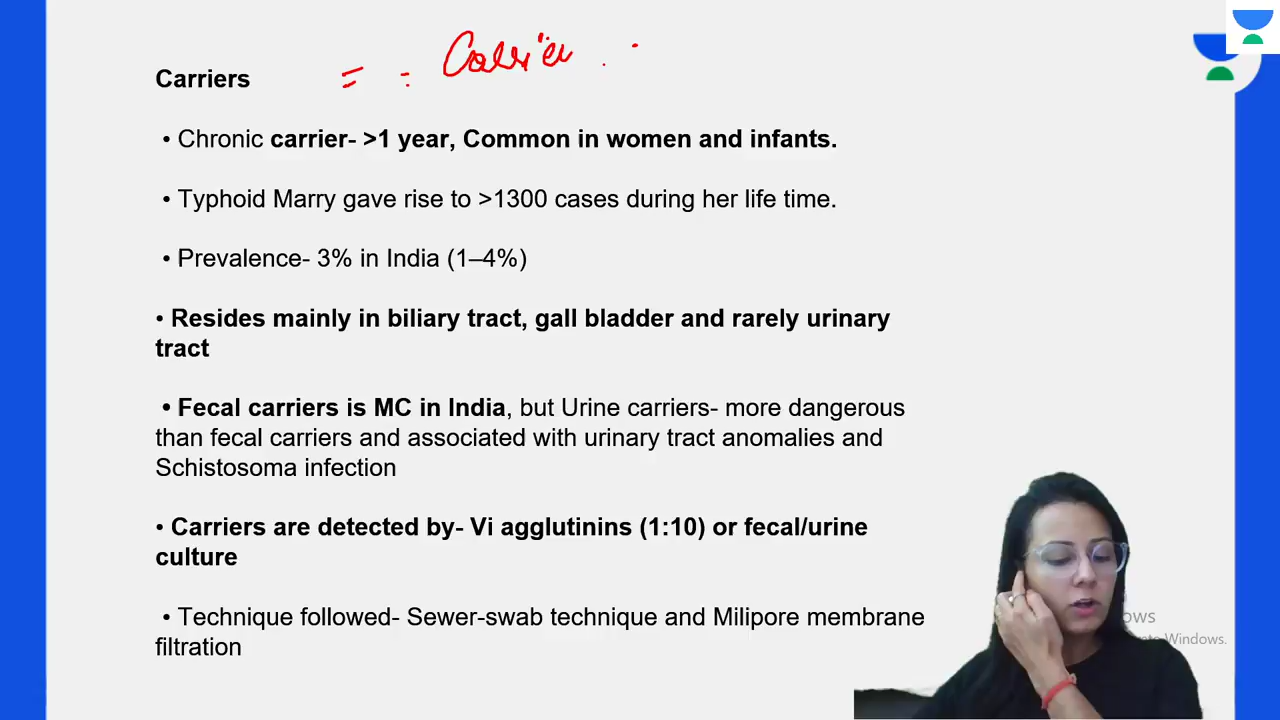 Carrier
Carriers
• Chronic carrier- >1 year, Common in women and infants.
• Typhoid Marry gave rise to >1300 cases during her life time.
• Prevalence- 3% in India (1–4%)
• Resides mainly in biliary tract, gall bladder and rarely urinary
tract
• Fecal carriers is MC in India, but Urine carriers- more dangerous
than fecal carriers and associated with urinary tract anomalies and
Schistosoma infection
• Carriers are detected by- Vi agglutinins (1:10) or fecal/urine
culture
• Technique followed- Sewer-swab technique and Milipore membrane
filtration
Windows.